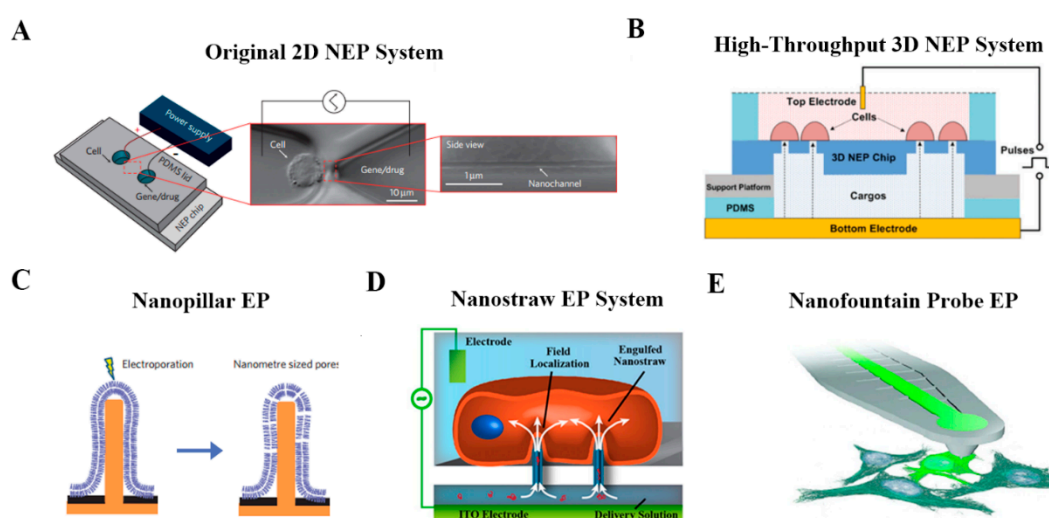 A
Original 2D NEP System
Power supply
+
-
Cell
PDMS lid
Gene/drug
NEP chip
Cell
Gene/drug
10 µm
Side view
1µm
Nanochannel
B
High-Throughput 3D NEP System
Top Electrode
Cells
3D NEP Chip
Pulses
Support Platform
Cargos
PDMS
Bottom Electrode
C
Nanopillar EP
Electroporation
Nanometre sized pores
D
Nanostraw EP System
Electrode
Field
Localization
Engulfed
Nanostraw
ITO Electrode
Delivery Solution
E
Nanofountain Probe EP